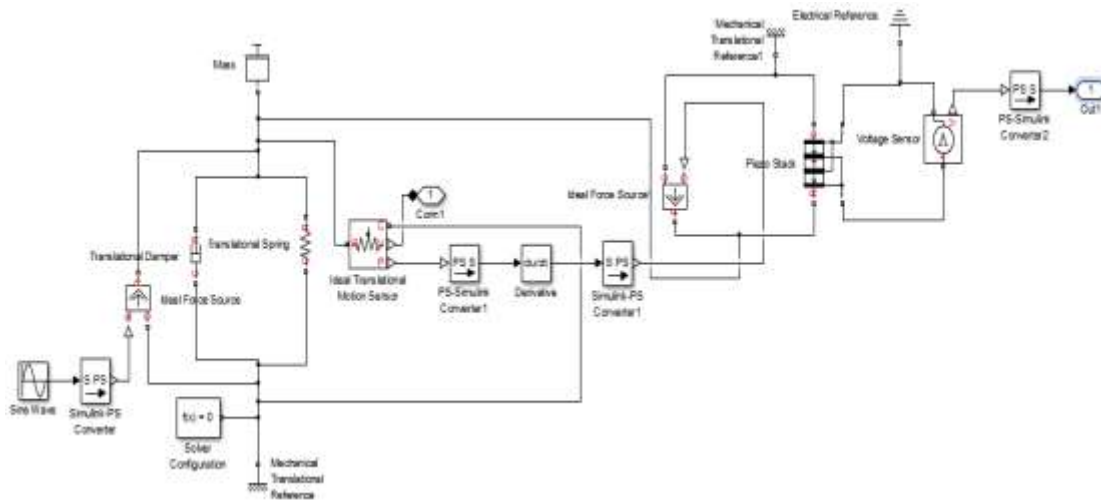 Electrical Reference
Mechanical
Translational
Reference1
Mass
PS S
PS-Simulink
Converter2
1
Out1
Voltage Sensor
Piezo Stack
Ideal Force Source
1
Conn1
Translational Spring
Translational Damper
Ideal Force Source
Ideal Translational
Motion Sensor
PS S
PS-Simulink
Converter1
du/dt
Derivative
S PS
Simulink-PS
Converter1
Sine Wave
S PS
Simulink-PS
Converter
f(x) = 0
Solver
Configuration
Mechanical
Translational
Reference